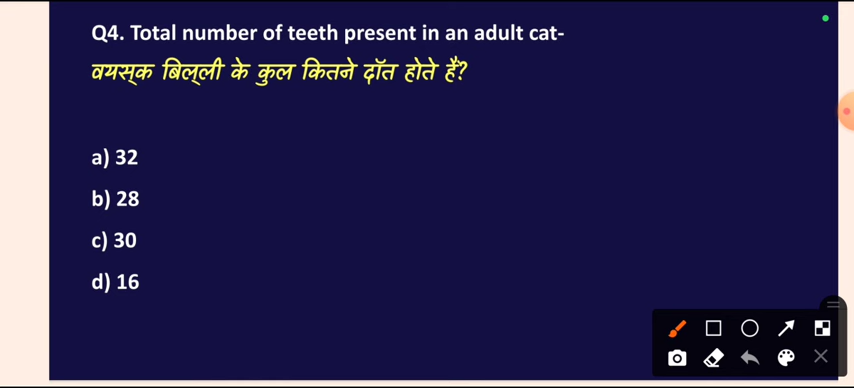 Q4. Total number of teeth present in an adult cat-
वयस्क बिल्ली के कुल कितने दॉत होते हैं?
a) 32
b) 28
c) 30
d) 16